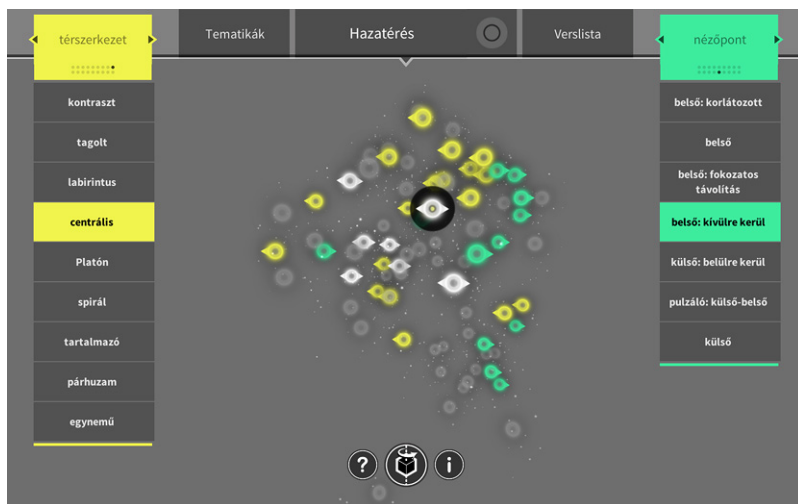 térszerkezet
Tematikák
Hazatérés
Verslista
nézőpont
kontraszt
tagolt
labirintus
centrális
Platón
spirál
tartalmazó
párhuzam
egynemű
belső: korlátozott
belső
belső: fokozatos
távolítás
belső: kívülre kerül
külső: belülre kerül
pulzáló: külső-belső
külső
?
i